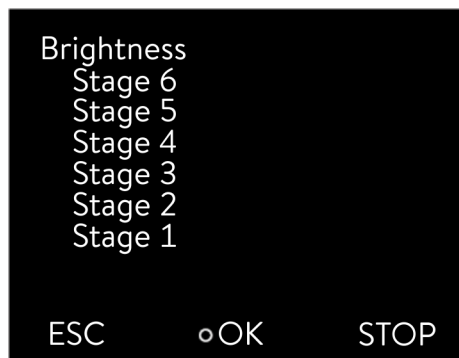 Brightness
Stage 6
Stage 5
Stage 4
Stage 3
Stage 2
Stage 1
ESC OK STOP